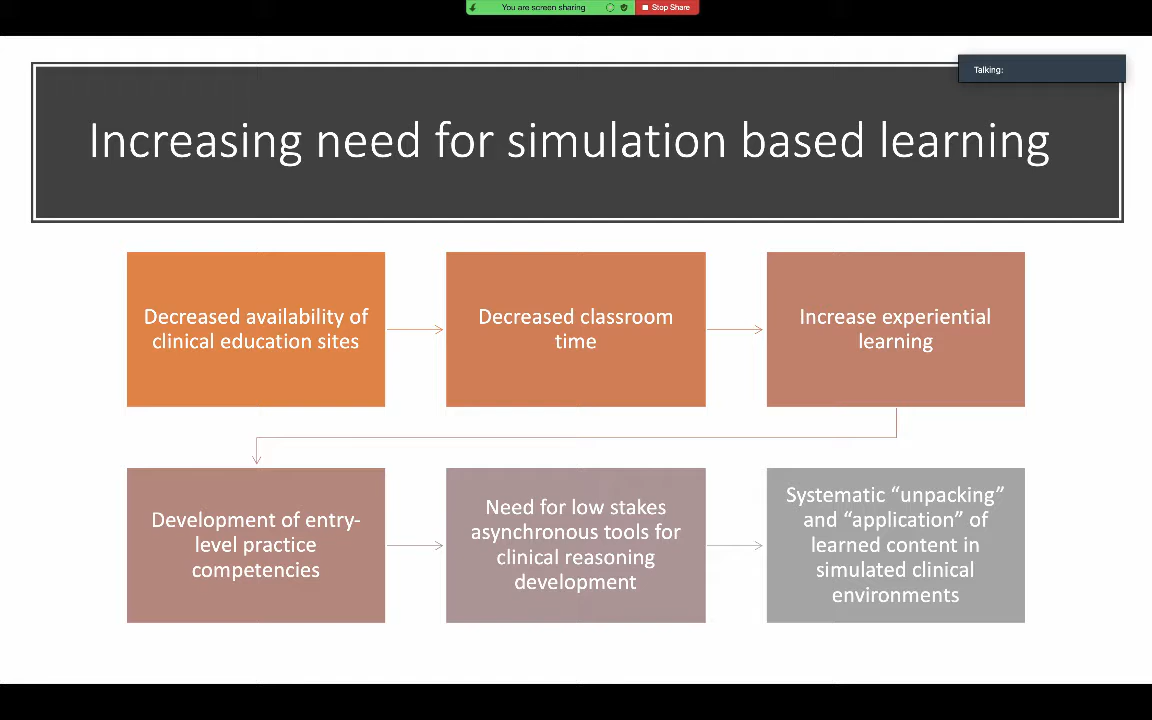 You are screen sharing
Stop Share
Talking:
Increasing need for simulation based learning
Decreased availability of
clinical education sites
Decreased classroom
time
Increase experiential
learning
Development of entry-
level practice
competencies
Need for low stakes
asynchronous tools for
clinical reasoning
development
Systematic “unpacking”
and “application” of
learned content in
simulated clinical
environments